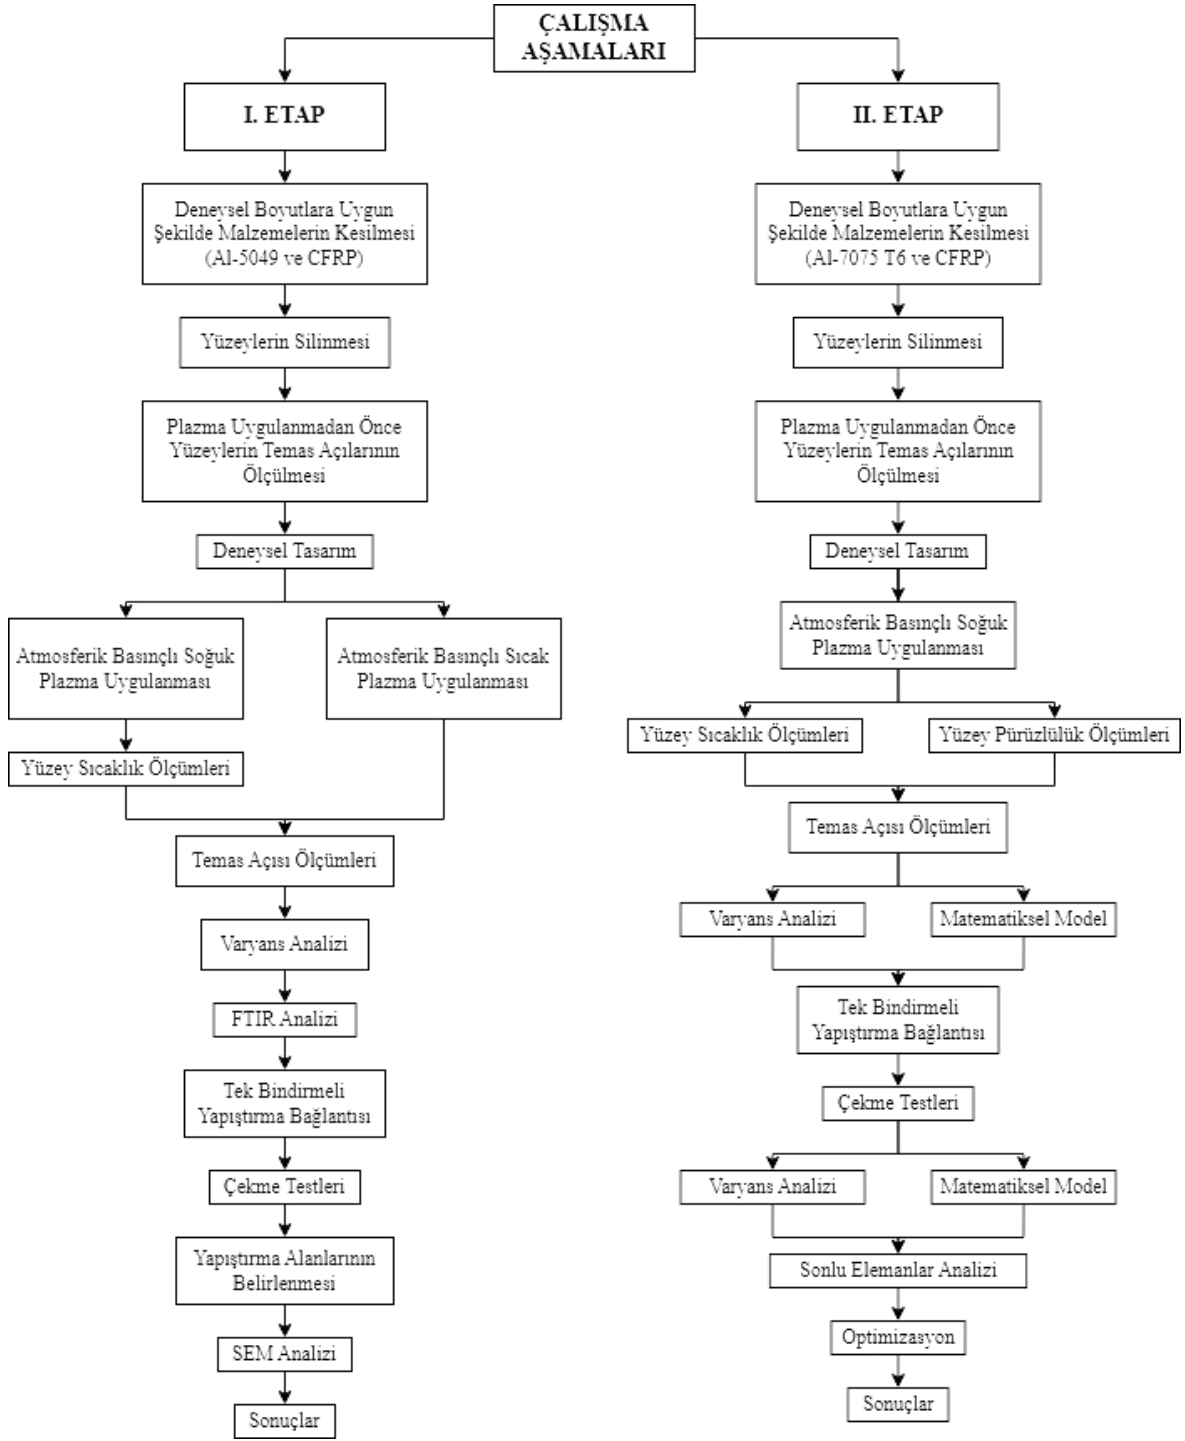 ÇALIŞMA
AŞAMALARI
I. ETAP
Deneysel Boyutlara Uygun
Şekilde Malzemelerin Kesilmesi
(Al-5049 ve CFRP)
Yüzeylerin Silinmesi
Plazma Uygulanmadan Önce
Yüzeylerin Temas Açılarının
Ölçülmesi
Deneysel Tasarım
Atmosferik Basınçlı Soğuk
Plazma Uygulanması
Atmosferik Basınçlı Sıcak
Plazma Uygulanması
Yüzey Sıcaklık Ölçümleri
Temas Açısı Ölçümleri
Varyans Analizi
FTIR Analizi
Tek Bindirmeli
Yapıştırma Bağlantısı
Çekme Testleri
Yapıştırma Alanlarının
Belirlenmesi
SEM Analizi
Sonuçlar
II. ETAP
Deneysel Boyutlara Uygun
Şekilde Malzemelerin Kesilmesi
(Al-7075 T6 ve CFRP)
Yüzeylerin Silinmesi
Plazma Uygulanmadan Önce
Yüzeylerin Temas Açılarının
Ölçülmesi
Deneysel Tasarım
Atmosferik Basınçlı Soğuk
Plazma Uygulanması
Yüzey Sıcaklık Ölçümleri
Yüzey Pürüzlülük Ölçümleri
Temas Açısı Ölçümleri
Varyans Analizi
Matematiksel Model
Tek Bindirmeli
Yapıştırma Bağlantısı
Çekme Testleri
Varyans Analizi
Matematiksel Model
Sonlu Elemanlar Analizi
Optimizasyon
Sonuçlar